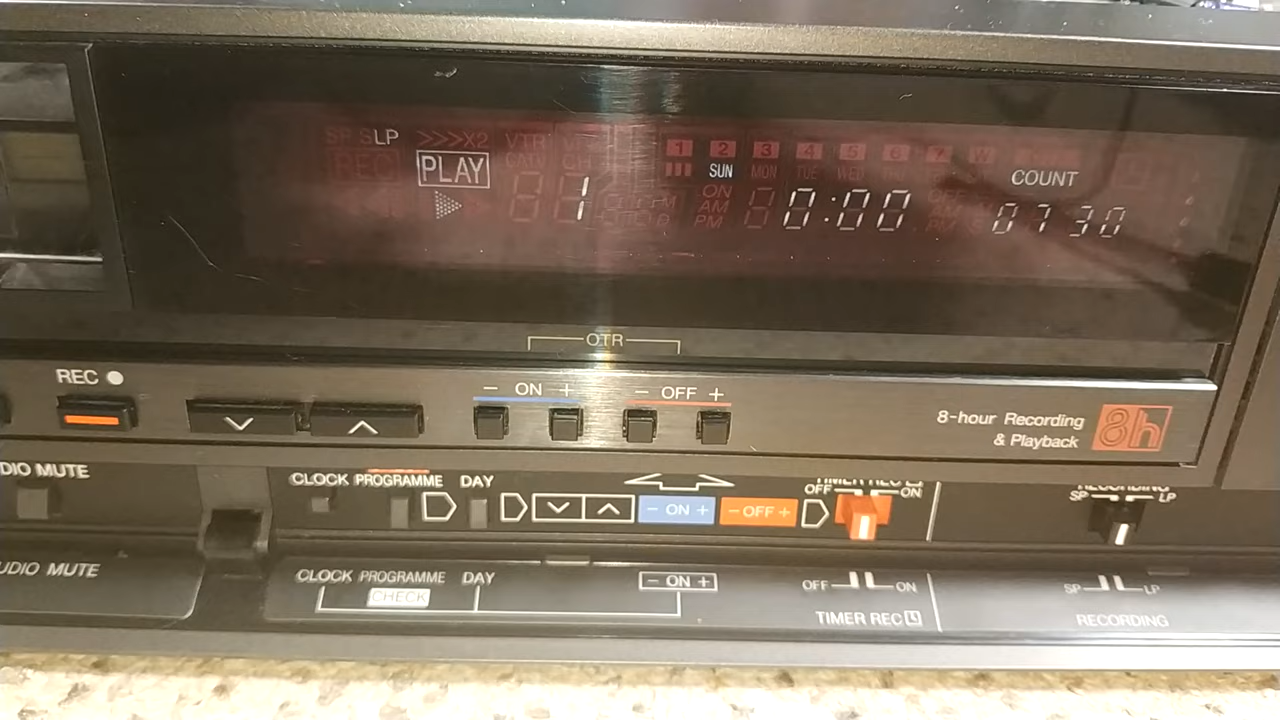 SP SLP >>>X2 VTR
REC PLAY CATV CH
1 2 3 4 5 6 7 W
SUN MON TUE WED THU
COUNT
1 ON AM PM 0:00 OFF PM 0730
OTR
REC
− ON +
− OFF +
8-hour Recording
& Playback
8h
DIO MUTE
CLOCK PROGRAMME DAY
− ON +
− OFF +
TIMER REC
OFF ON
RECORDING
SP LP
UDIO MUTE
CLOCK PROGRAMME DAY
CHECK
− ON +
OFF ON
TIMER REC
SP LP
RECORDING